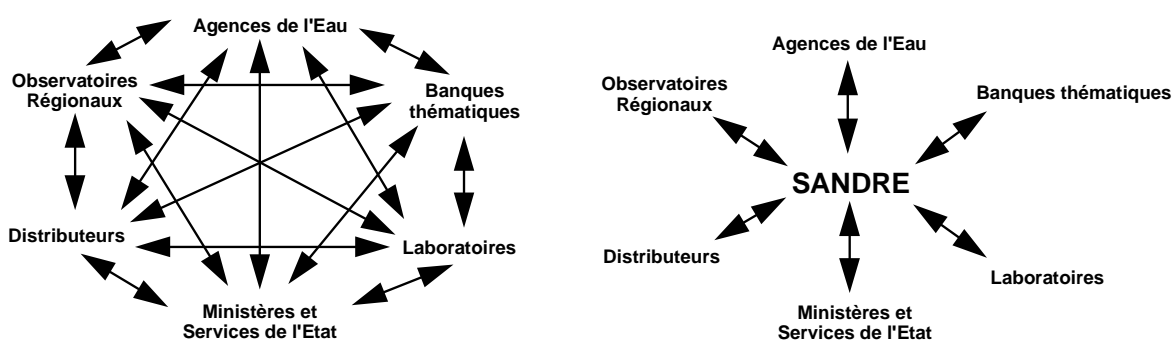 Agences de l'Eau
Observatoires
Régionaux
Banques
thématiques
Distributeurs
Laboratoires
Ministères et
Services de l'Etat
Agences de l'Eau
Observatoires
Régionaux
Banques thématiques
SANDRE
Distributeurs
Laboratoires
Ministères et
Services de l'Etat